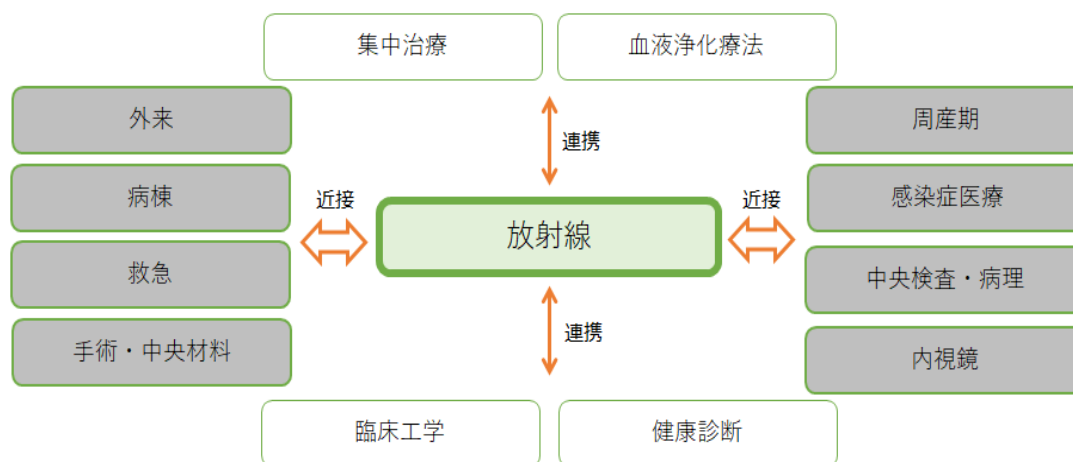 集中治療
血液浄化療法
外来
周産期
連携
病棟
感染症医療
近接
近接
放射線
救急
中央検査・病理
連携
手術・中央材料
内視鏡
臨床工学
健康診断